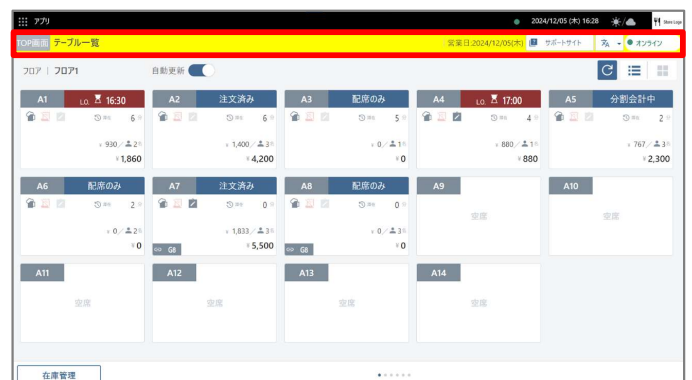 アプリ
2024/12/05 (木) 16:28
TOP画面 テーブル一覧
営業日:2024/12/05(木) サポートサイト オンライン
フロア | フロア1 自動更新
A1 L.O. 16:30
A2 注文済み
A3 配席のみ
A4 L.O. 17:00
A5 分割会計中
6
6
5
4
2
¥ 930 / 2
¥ 1,400 / 3
¥ 0 / 1
¥ 880 / 1
¥ 767 / 3
¥ 1,860
¥ 4,200
¥ 0
¥ 880
¥ 2,300
A6 配席のみ
A7 注文済み
A8 配席のみ
A9
A10
2
0
0
空席
空席
¥ 0 / 2
¥ 1,833 / 3
¥ 0 / 3
¥ 0
G8 ¥ 5,500
G8 ¥ 0
A11
A12
A13
A14
空席
空席
空席
空席
在庫管理